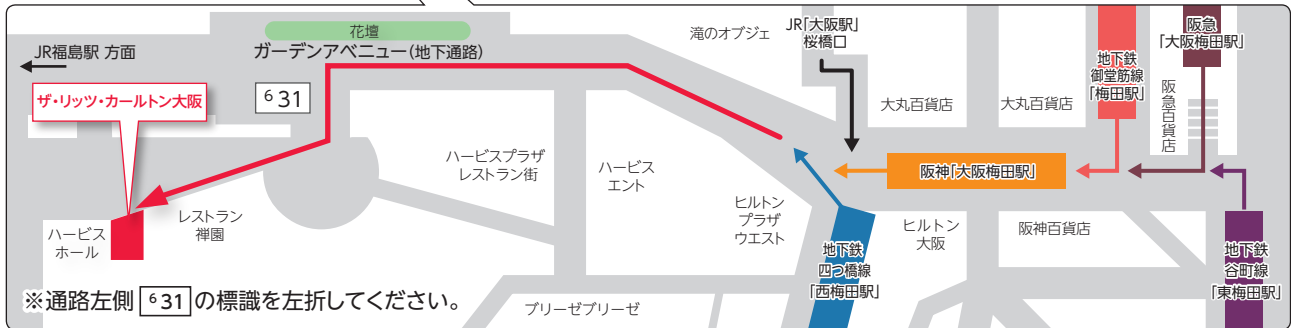 花壇
ガーデンアベニュー(地下通路)
JR福島駅 方面
ザ・リッツ・カールトン大阪
6 31
滝のオブジェ
JR「大阪駅」
桜橋口
大丸百貨店
大丸百貨店
地下鉄
御堂筋線
「梅田駅」
阪急
「大阪梅田駅」
阪急百貨店
ハービスプラザ
レストラン街
ハービス
エント
阪神「大阪梅田駅」
レストラン
禅園
ハービス
ホール
ヒルトン
プラザ
ウエスト
地下鉄
四つ橋線
「西梅田駅」
ヒルトン
大阪
阪神百貨店
地下鉄
谷町線
「東梅田駅」
ブリーゼブリーゼ
※通路左側 6 31 の標識を左折してください。